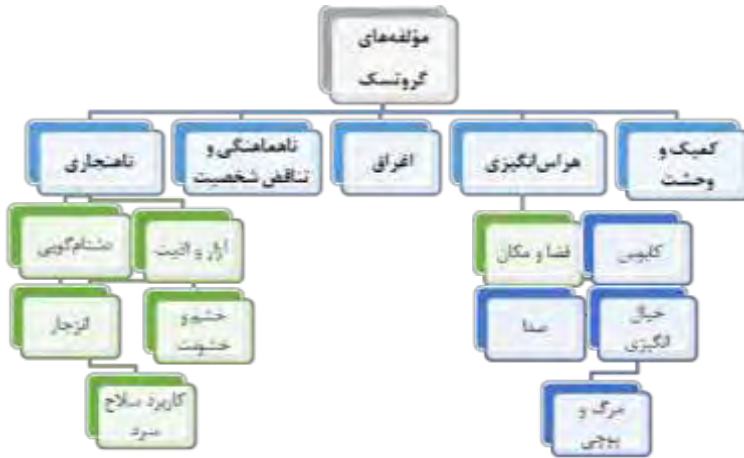 مؤلفه‌های
گروتسک
کمیک و
وحشت
هراس‌انگیزی
اغراق
ناهماهنگی و
تناقض شخصیت
ناهنجاری
کابوس
فضا و مکان
آزار و اذیت
دشنام‌گویی
خیال
انگیزی
صدا
خشم و
خشونت
انزجار
مرگ و
پوچی
کاربرد سلاح
سرد